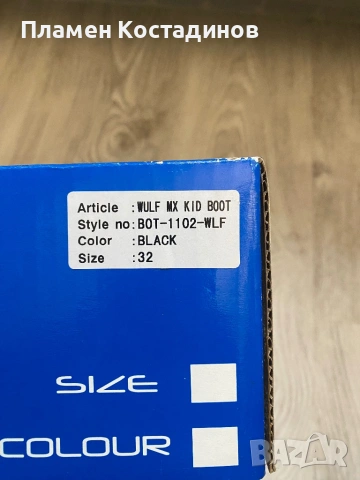 Пламен Костадинов
Article :WULF MX KID BOOT
Style no:BOT-1102-WLF
Color :BLACK
Size :32
SIZE
COLOUR
BAZAR